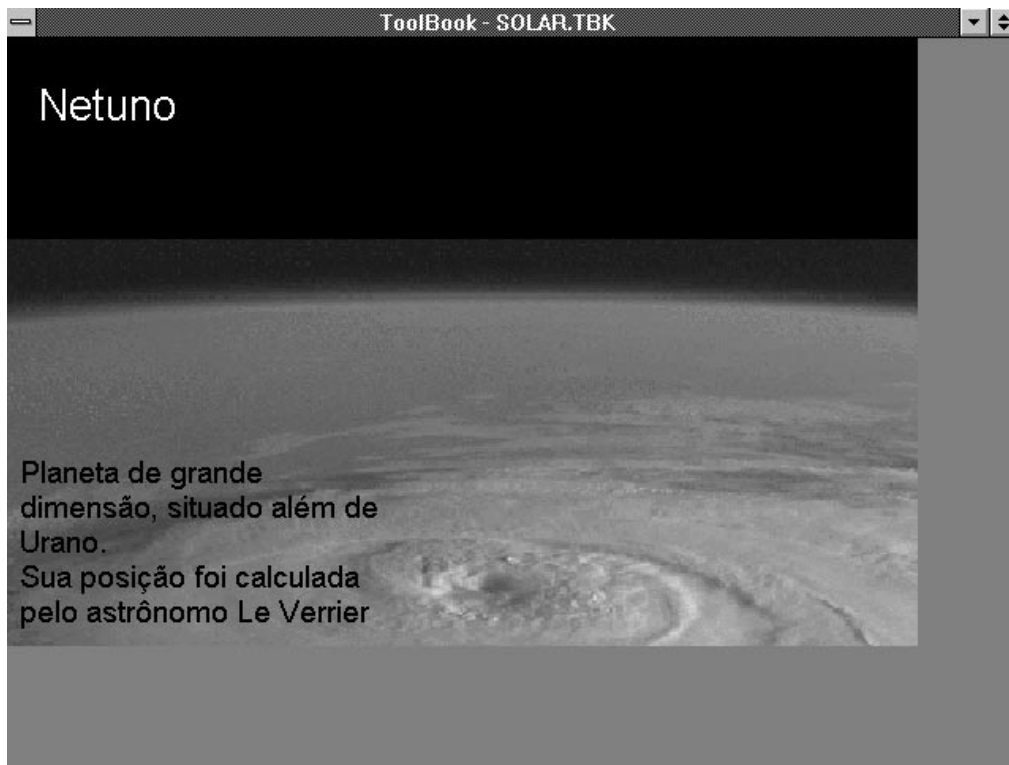 ToolBook - SOLAR.TBK
Netuno
Planeta de grande
dimensão, situado além de
Urano.
Sua posição foi calculada
pelo astrônomo Le Verrier